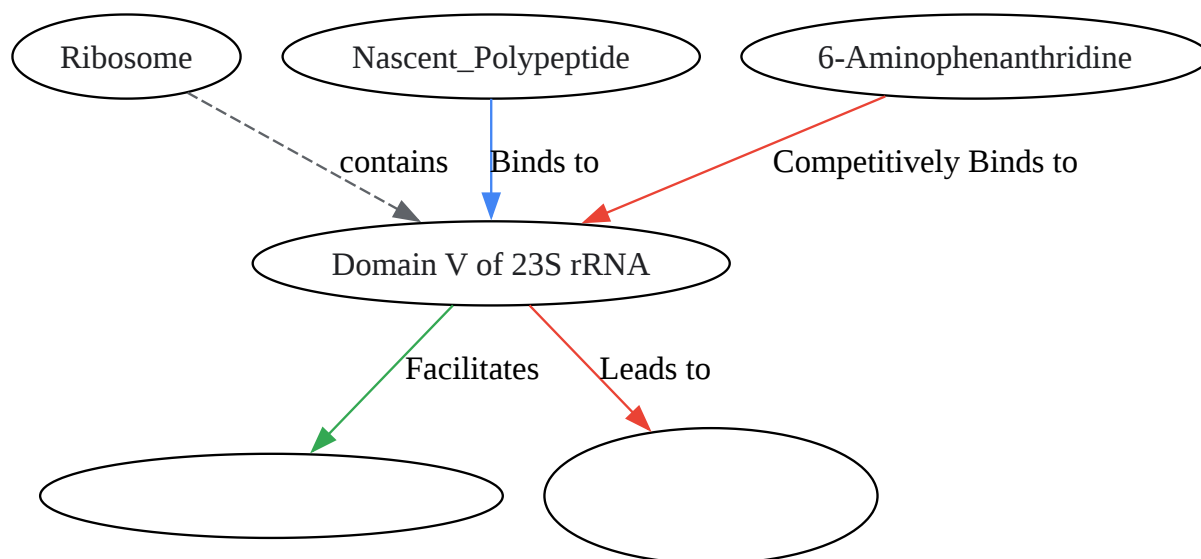 Ribosome
Nascent_Polypeptide
6-Aminophenanthridine
contains
Binds to
Competitively Binds to
Domain V of 23S rRNA
Facilitates
Leads to